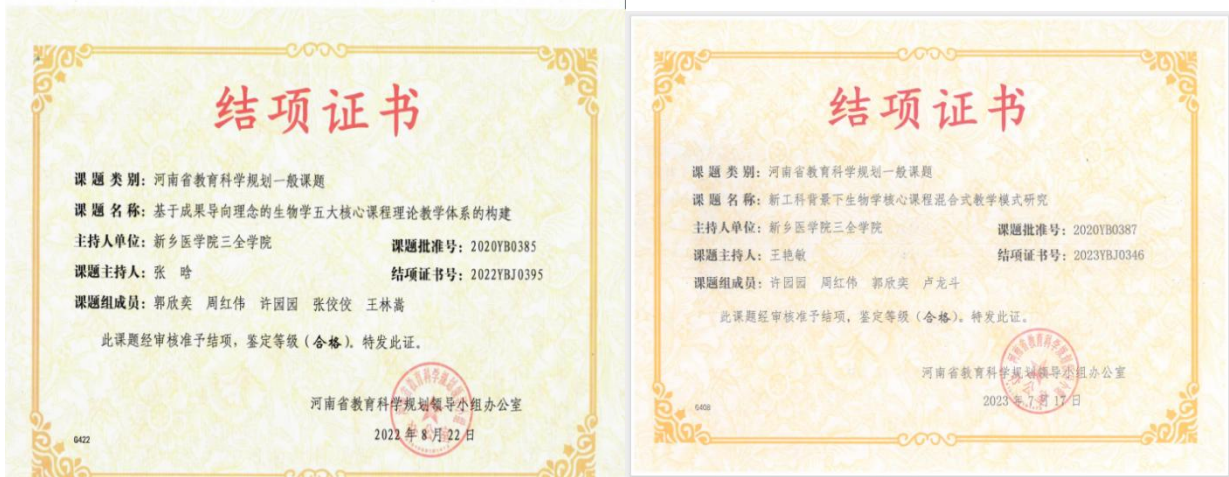 结项证书
课题类别：河南省教育科学规划一般课题
课题名称：基于成果导向理念的生物学五大核心课程理论教学体系的构建
主持人单位：新乡医学院三全学院
课题批准号：2020YB0385
课题主持人：张 晗
结项证书号：2022YBJ0395
课题组成员：郭欣奕 周红伟 许园园 张佼佼 王林嵩
此课题经审核准予结项，鉴定等级（合格）。特发此证。
河南省教育科学规划领导小组办公室
2022年8月22日
G422
结项证书
课题类别：河南省教育科学规划一般课题
课题名称：新工科背景下生物学核心课程混合式教学模式研究
主持人单位：新乡医学院三全学院
课题批准号：2020YB0387
课题主持人：王艳敏
结项证书号：2023YBJ0346
课题组成员：许园园 周红伟 郭欣奕 卢龙斗
此课题经审核准予结项，鉴定等级（合格）。特发此证。
河南省教育科学规划领导小组办公室
2023年7月17日
G408